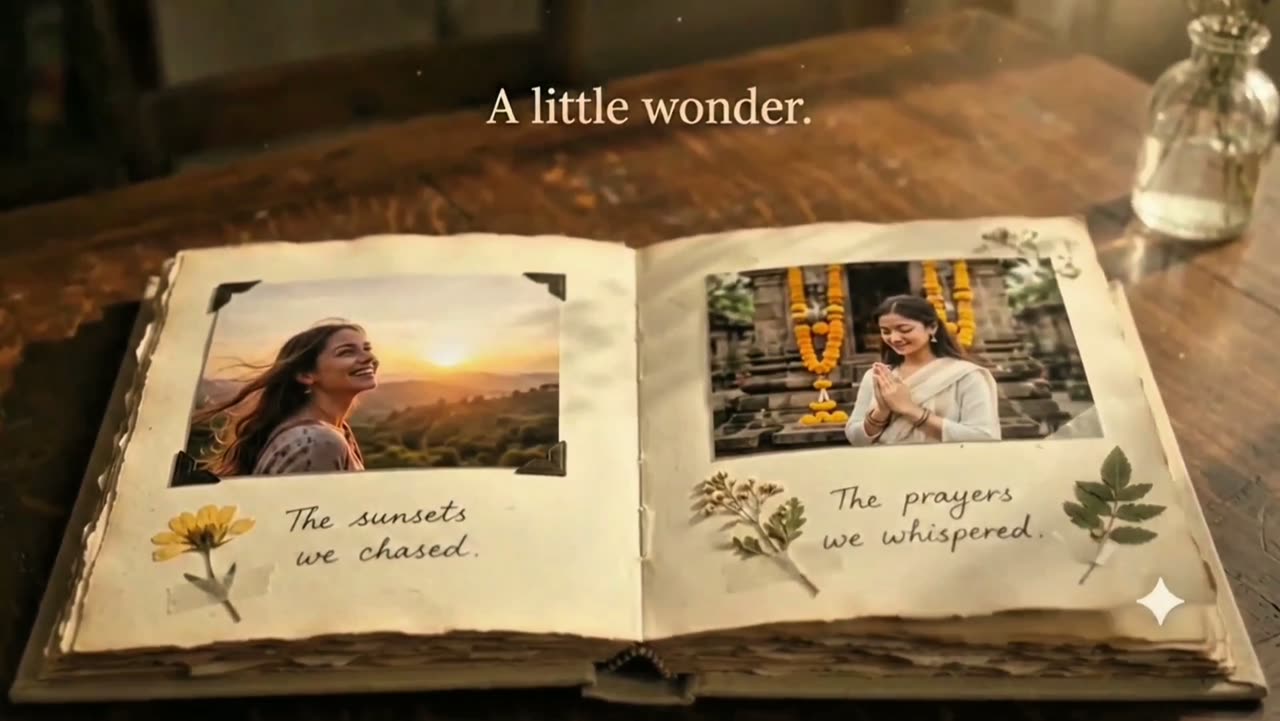 A little wonder.
The sunsets
we chased.
The prayers
we whispered.